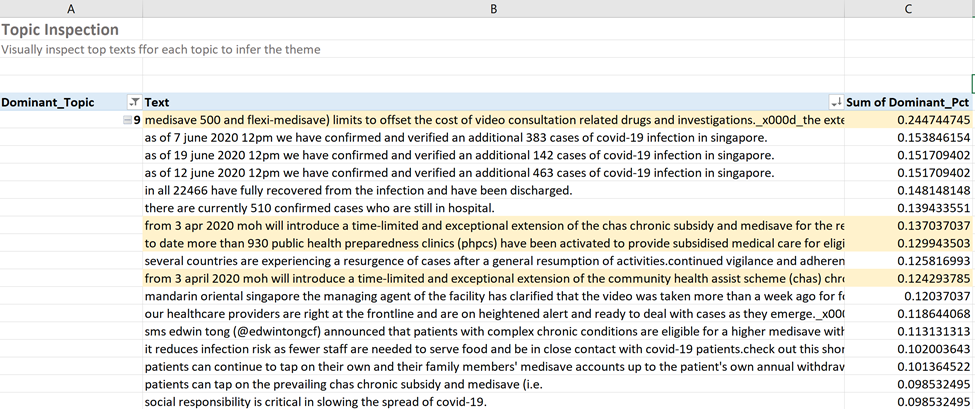 A B C
Topic Inspection
Visually inspect top texts ffor each topic to infer the theme
Dominant_Topic Text Sum of Dominant_Pct
9 medisave 500 and flexi-medisave) limits to offset the cost of video consultation related drugs and investigations._x000d_the exte 0.244744745
as of 7 june 2020 12pm we have confirmed and verified an additional 383 cases of covid-19 infection in singapore. 0.153846154
as of 19 june 2020 12pm we have confirmed and verified an additional 142 cases of covid-19 infection in singapore. 0.151709402
as of 12 june 2020 12pm we have confirmed and verified an additional 463 cases of covid-19 infection in singapore. 0.151709402
in all 22466 have fully recovered from the infection and have been discharged. 0.148148148
there are currently 510 confirmed cases who are still in hospital. 0.139433551
from 3 apr 2020 moh will introduce a time-limited and exceptional extension of the chas chronic subsidy and medisave for the re 0.137037037
to date more than 930 public health preparedness clinics (phpcs) have been activated to provide subsidised medical care for eligi 0.129943503
several countries are experiencing a resurgence of cases after a general resumption of activities.continued vigilance and adheren 0.125816993
from 3 april 2020 moh will introduce a time-limited and exceptional extension of the community health assist scheme (chas) chro 0.124293785
mandarin oriental singapore the managing agent of the facility has clarified that the video was taken more than a week ago for fo 0.12037037
our healthcare providers are right at the frontline and are on heightened alert and ready to deal with cases as they emerge._x000 0.118644068
sms edwin tong (@edwintongcf) announced that patients with complex chronic conditions are eligible for a higher medisave with 0.113131313
it reduces infection risk as fewer staff are needed to serve food and be in close contact with covid-19 patients.check out this shor 0.102003643
patients can continue to tap on their own and their family members' medisave accounts up to the patient's own annual withdraw 0.101364522
patients can tap on the prevailing chas chronic subsidy and medisave (i.e. 0.098532495
social responsibility is critical in slowing the spread of covid-19. 0.098532495